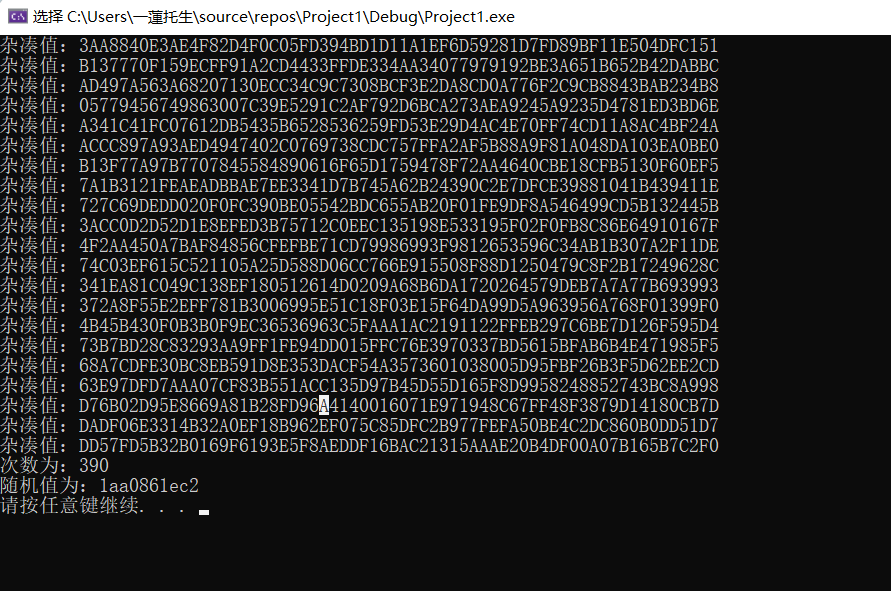 选择 C:\Users\一蓮托生\source\repos\Project1\Debug\Project1.exe
杂凑值: 3AA8840E3AE4F82D4F0C05FD394BD1D11A1EF6D59281D7FD89BF11E504DFC151
杂凑值: B137770F159ECFF91A2CD4433FFDE334AA34077979192BE3A651B652B42DABBC
杂凑值: AD497A563A68207130ECC34C9C7308BCF3E2DA8CD0A776F2C9CB8843BAB234B8
杂凑值: 05779456749863007C39E5291C2AF792D6BCA273AEA9245A9235D4781ED3BD6E
杂凑值: A341C41FC07612DB5435B6528536259FD53E29D4AC4E70FF74CD11A8AC4BF24A
杂凑值: ACCC897A93AED4947402C0769738CDC757FFA2AF5B88A9F81A048DA103EA0BE0
杂凑值: B13F77A97B7707845584890616F65D1759478F72AA4640CBE18CFB5130F60EF5
杂凑值: 7A1B3121FEAEADBBAE7EE3341D7B745A62B24390C2E7DFCE39881041B439411E
杂凑值: 727C69DEDD020F0FC390BE05542BDC655AB20F01FE9DF8A546499CD5B132445B
杂凑值: 3ACC0D2D52D1E8EFED3B75712C0EEC135198E533195F02F0FB8C86E64910167F
杂凑值: 4F2AA450A7BAF84856CFEFBE71CD79986993F9812653596C34AB1B307A2F11DE
杂凑值: 74C03EF615C521105A25D588D06CC766E915508F88D1250479C8F2B17249628C
杂凑值: 341EA81C049C138EF180512614D0209A68B6DA1720264579DEB7A7A77B693993
杂凑值: 372A8F55E2EFF781B3006995E51C18F03E15F64DA99D5A963956A768F01399F0
杂凑值: 4B45B430F0B3B0F9EC36536963C5FAAA1AC2191122FFEB297C6BE7D126F595D4
杂凑值: 73B7BD28C83293AA9FF1FE94DD015FFC76E3970337BD5615BFAB6B4E471985F5
杂凑值: 68A7CDFE30BC8EB591D8E353DACF54A3573601038005D95FBF26B3F5D62EE2CD
杂凑值: 63E97DFD7AAA07CF83B551ACC135D97B45D55D165F8D9958248852743BC8A998
杂凑值: D76B02D95E8669A81B28FD96A4140016071E971948C67FF48F3879D14180CB7D
杂凑值: DADF06E3314B32A0EF18B962EF075C85DFC2B977FEFA50BE4C2DC860B0DD51D7
杂凑值: DD57FD5B32B0169F6193E5F8AEDDF16BAC21315AAAE20B4DF00A07B165B7C2F0
次数为: 390
随机值为: 1aa0861ec2
请按任意键继续. . .